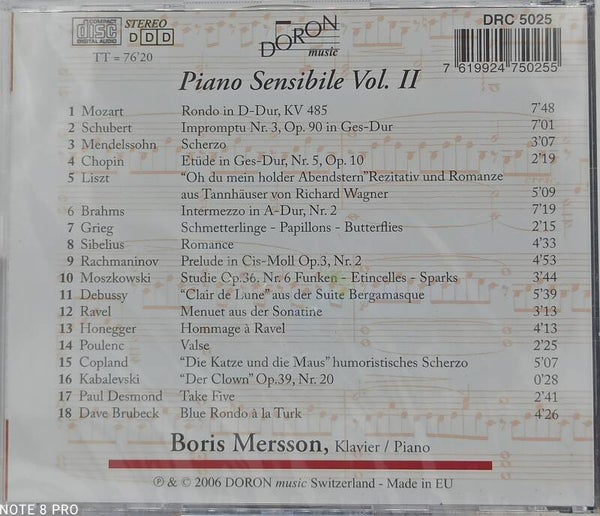 COMPACT disc DIGITAL AUDIO
STEREO
DDD
TT = 76'20
DORON music
DRC 5025
7 619924 750255
Piano Sensibile Vol. II
1 Mozart Rondo in D-Dur, KV 485 7'48
2 Schubert Impromptu Nr. 3, Op. 90 in Ges-Dur 7'01
3 Mendelssohn Scherzo 3'07
4 Chopin Etüde in Ges-Dur, Nr. 5, Op. 10 2'19
5 Liszt "Oh du mein holder Abendstern" Rezitativ und Romanze
aus Tannhäuser von Richard Wagner 5'09
6 Brahms Intermezzo in A-Dur, Nr. 2 7'19
7 Grieg Schmetterlinge - Papillons - Butterflies 2'15
8 Sibelius Romance 4'33
9 Rachmaninov Prelude in Cis-Moll Op.3, Nr. 2 4'53
10 Moszkowski Studie Op.36, Nr. 6 Funken - Etincelles - Sparks 3'44
11 Debussy "Clair de Lune" aus der Suite Bergamasque 5'39
12 Ravel Menuet aus der Sonatine 3'13
13 Honegger Hommage à Ravel 4'13
14 Poulenc Valse 2'25
15 Copland "Die Katze und die Maus" humoristisches Scherzo 5'07
16 Kabalevski "Der Clown" Op.39, Nr. 20 0'28
17 Paul Desmond Take Five 2'41
18 Dave Brubeck Blue Rondo à la Turk 4'26
Boris Mersson, Klavier / Piano
℗ & © 2006 DORON music Switzerland - Made in EU
NOTE 8 PRO